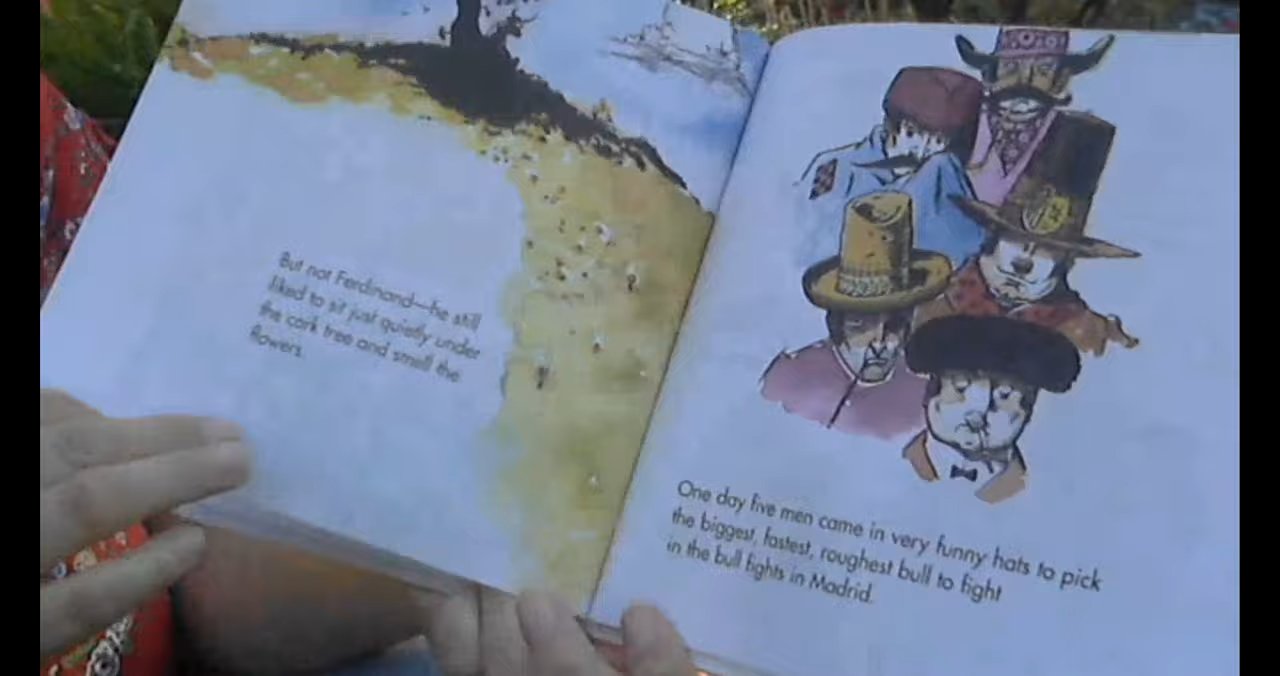 But not Ferdinand—he still
liked to sit just quietly under
the cork tree and smell the
flowers.
One day five men came in very funny hats to pick
the biggest, fastest, roughest bull to fight
in the bull fights in Madrid.